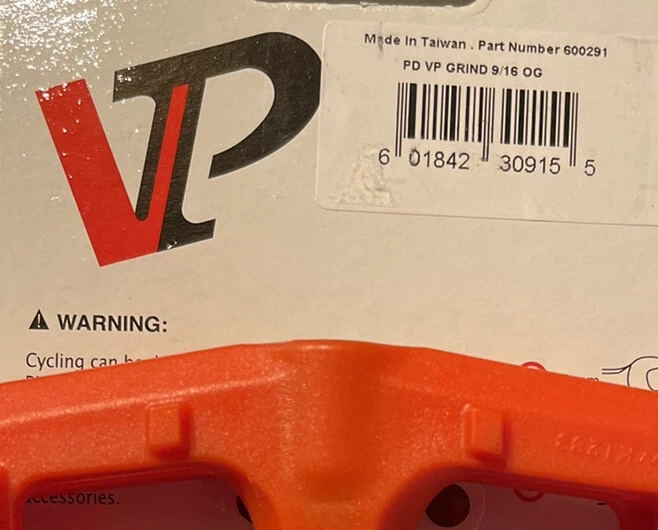 VP
Made In Taiwan . Part Number 600291
PD VP GRIND 9/16 OG
6 01842 30915 5
WARNING:
Cycling can
accessories.